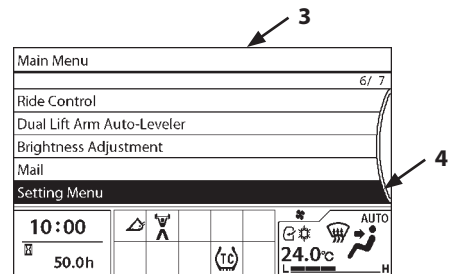 3
Main Menu
6/ 7
Ride Control
Dual Lift Arm Auto-Leveler
Brightness Adjustment
Mail
4
Setting Menu
10:00
AUTO
50.0h
TC
24.0℃
L H